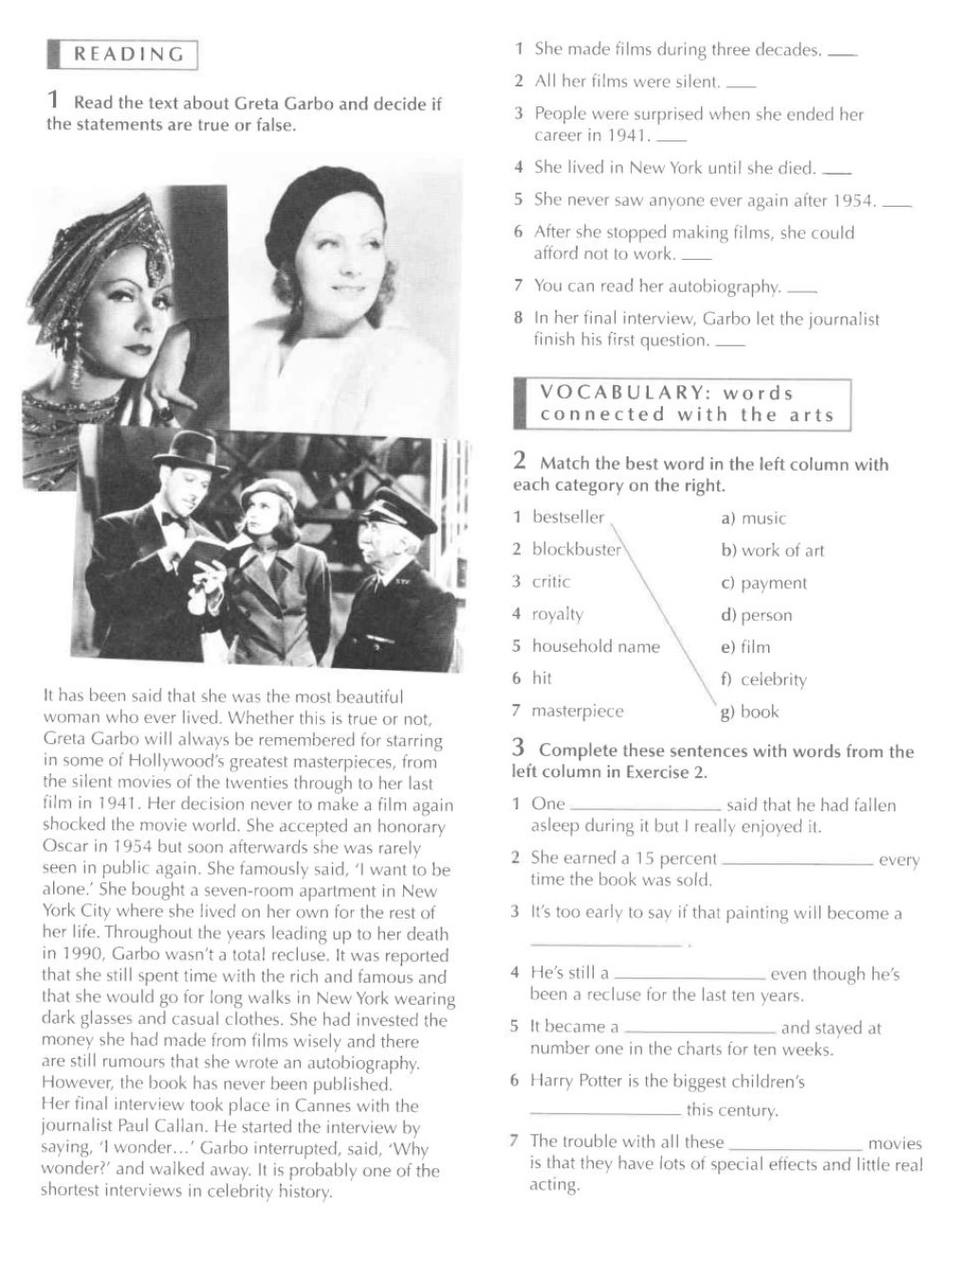 READING
1 Read the text about Greta Garbo and decide if
the statements are true or false.
It has been said that she was the most beautiful
woman who ever lived. Whether this is true or not,
Greta Garbo will always be remembered for starring
in some of Hollywood's greatest masterpieces, from
the silent movies of the twenties through to her last
film in 1941. Her decision never to make a film again
shocked the movie world. She accepted an honorary
Oscar in 1954 but soon afterwards she was rarely
seen in public again. She famously said, 'I want to be
alone.' She bought a seven-room apartment in New
York City where she lived on her own for the rest of
her life. Throughout the years leading up to her death
in 1990, Garbo wasn't a total recluse. It was reported
that she still spent time with the rich and famous and
that she would go for long walks in New York wearing
dark glasses and casual clothes. She had invested the
money she had made from films wisely and there
are still rumours that she wrote an autobiography.
However, the book has never been published.
Her final interview took place in Cannes with the
journalist Paul Callan. He started the interview by
saying, 'I wonder...' Garbo interrupted, said, 'Why
wonder?' and walked away. It is probably one of the
shortest interviews in celebrity history.
1 She made films during three decades. ___
2 All her films were silent. ___
3 People were surprised when she ended her
career in 1941. ___
4 She lived in New York until she died. ___
5 She never saw anyone ever again after 1954. ___
6 After she stopped making films, she could
afford not to work. ___
7 You can read her autobiography. ___
8 In her final interview, Garbo let the journalist
finish his first question. ___
VOCABULARY: words
connected with the arts
2 Match the best word in the left column with
each category on the right.
1 bestseller a) music
2 blockbuster b) work of art
3 critic c) payment
4 royalty d) person
5 household name e) film
6 hit f) celebrity
7 masterpiece g) book
3 Complete these sentences with words from the
left column in Exercise 2.
1 One _______________ said that he had fallen
asleep during it but I really enjoyed it.
2 She earned a 15 percent _______________ every
time the book was sold.
3 It's too early to say if that painting will become a
_______________ .
4 He's still a _______________ even though he's
been a recluse for the last ten years.
5 It became a _______________ and stayed at
number one in the charts for ten weeks.
6 Harry Potter is the biggest children's
_______________ this century.
7 The trouble with all these _____________ movies
is that they have lots of special effects and little real
acting.